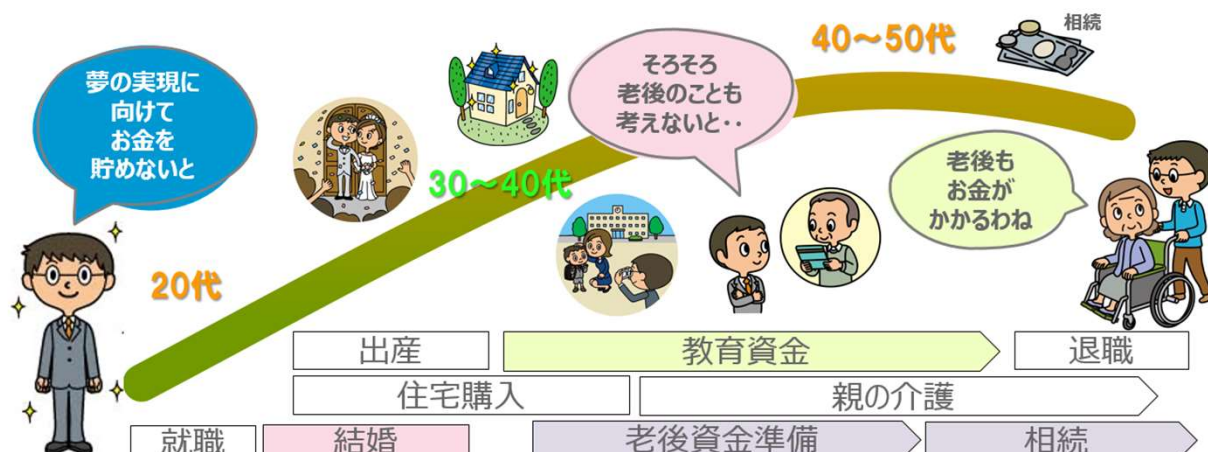 夢の実現に
向けて
お金を
貯めないと
20代
30～40代
そろそろ
老後のことも
考えないと‥
40～50代
相続
老後も
お金が
かかるわね
出産
教育資金
退職
住宅購入
親の介護
就職
結婚
老後資金準備
相続